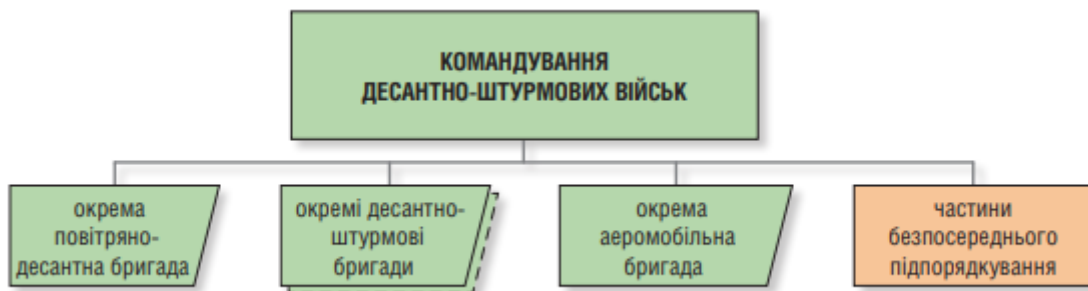 КОМАНДУВАННЯ
ДЕСАНТНО-ШТУРМОВИХ ВІЙСЬК
окрема
повітряно-
десантна бригада
окремі десантно-
штурмові
бригади
окрема
аеромобільна
бригада
частини
безпосереднього
підпорядкування